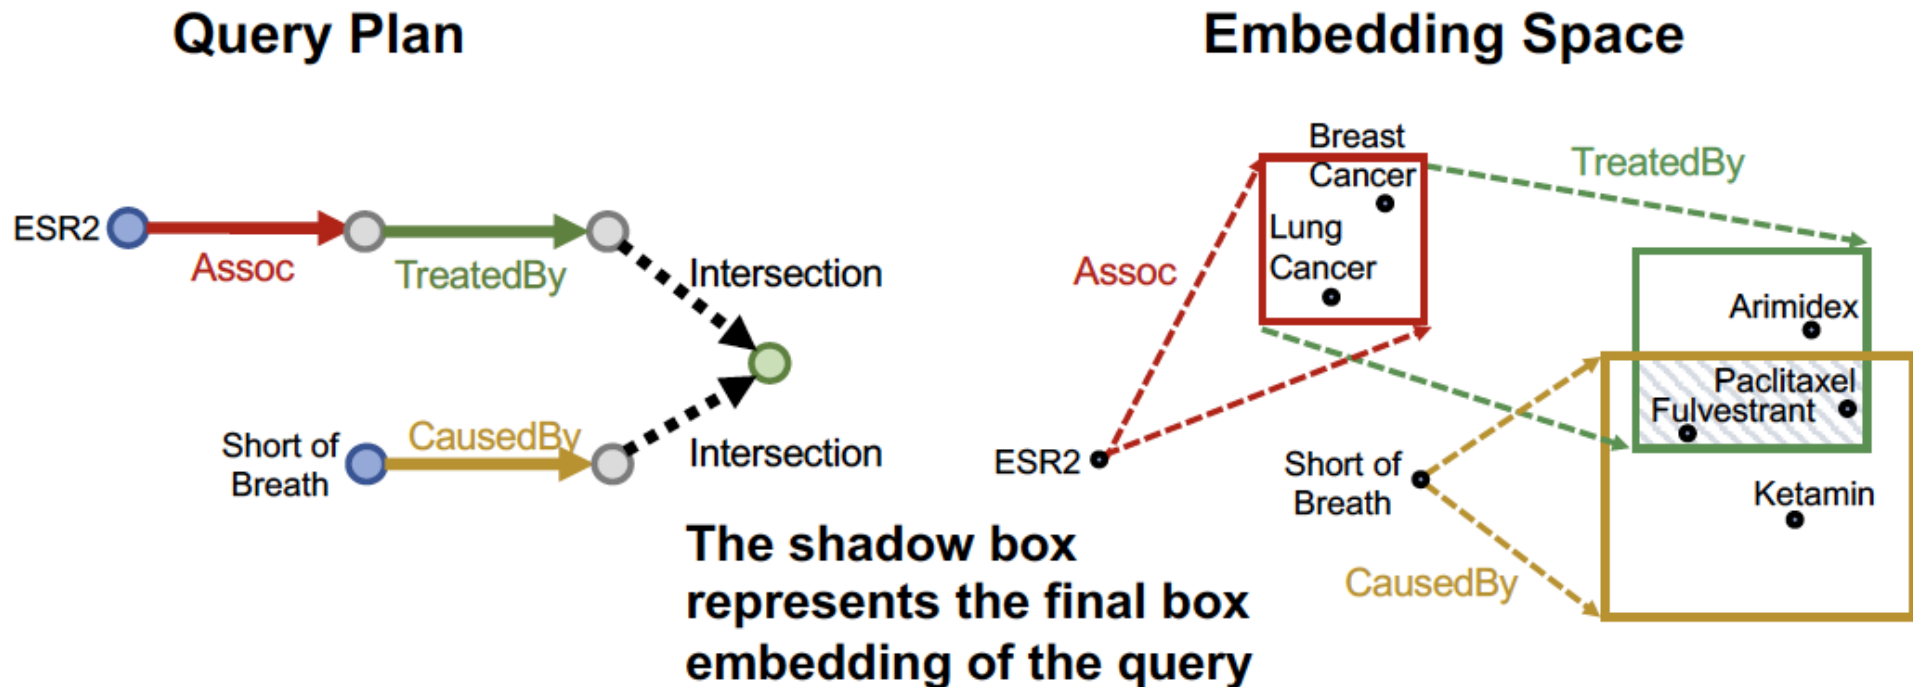 Query Plan
ESR2
Assoc
TreatedBy
Intersection
Short of
Breath
CausedBy
Intersection
The shadow box
represents the final box
embedding of the query
Embedding Space
Breast
Cancer
Lung
Cancer
TreatedBy
Assoc
Arimidex
Paclitaxel
Fulvestrant
ESR2
Short of
Breath
Ketamin
CausedBy